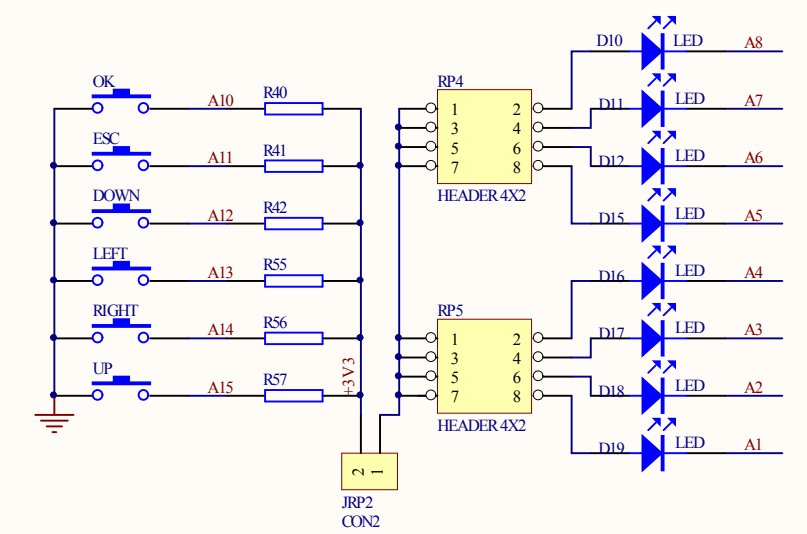 OK
A10
R40
ESC
A11
R41
DOWN
A12
R42
LEFT
A13
R55
RIGHT
A14
R56
UP
A15
R57
+3V3
2
1
JRP2
CON2
RP4
1 2
3 4
5 6
7 8
HEADER 4X2
RP5
1 2
3 4
5 6
7 8
HEADER 4X2
D10 LED A8
D11 LED A7
D12 LED A6
D15 LED A5
D16 LED A4
D17 LED A3
D18 LED A2
D19 LED A1